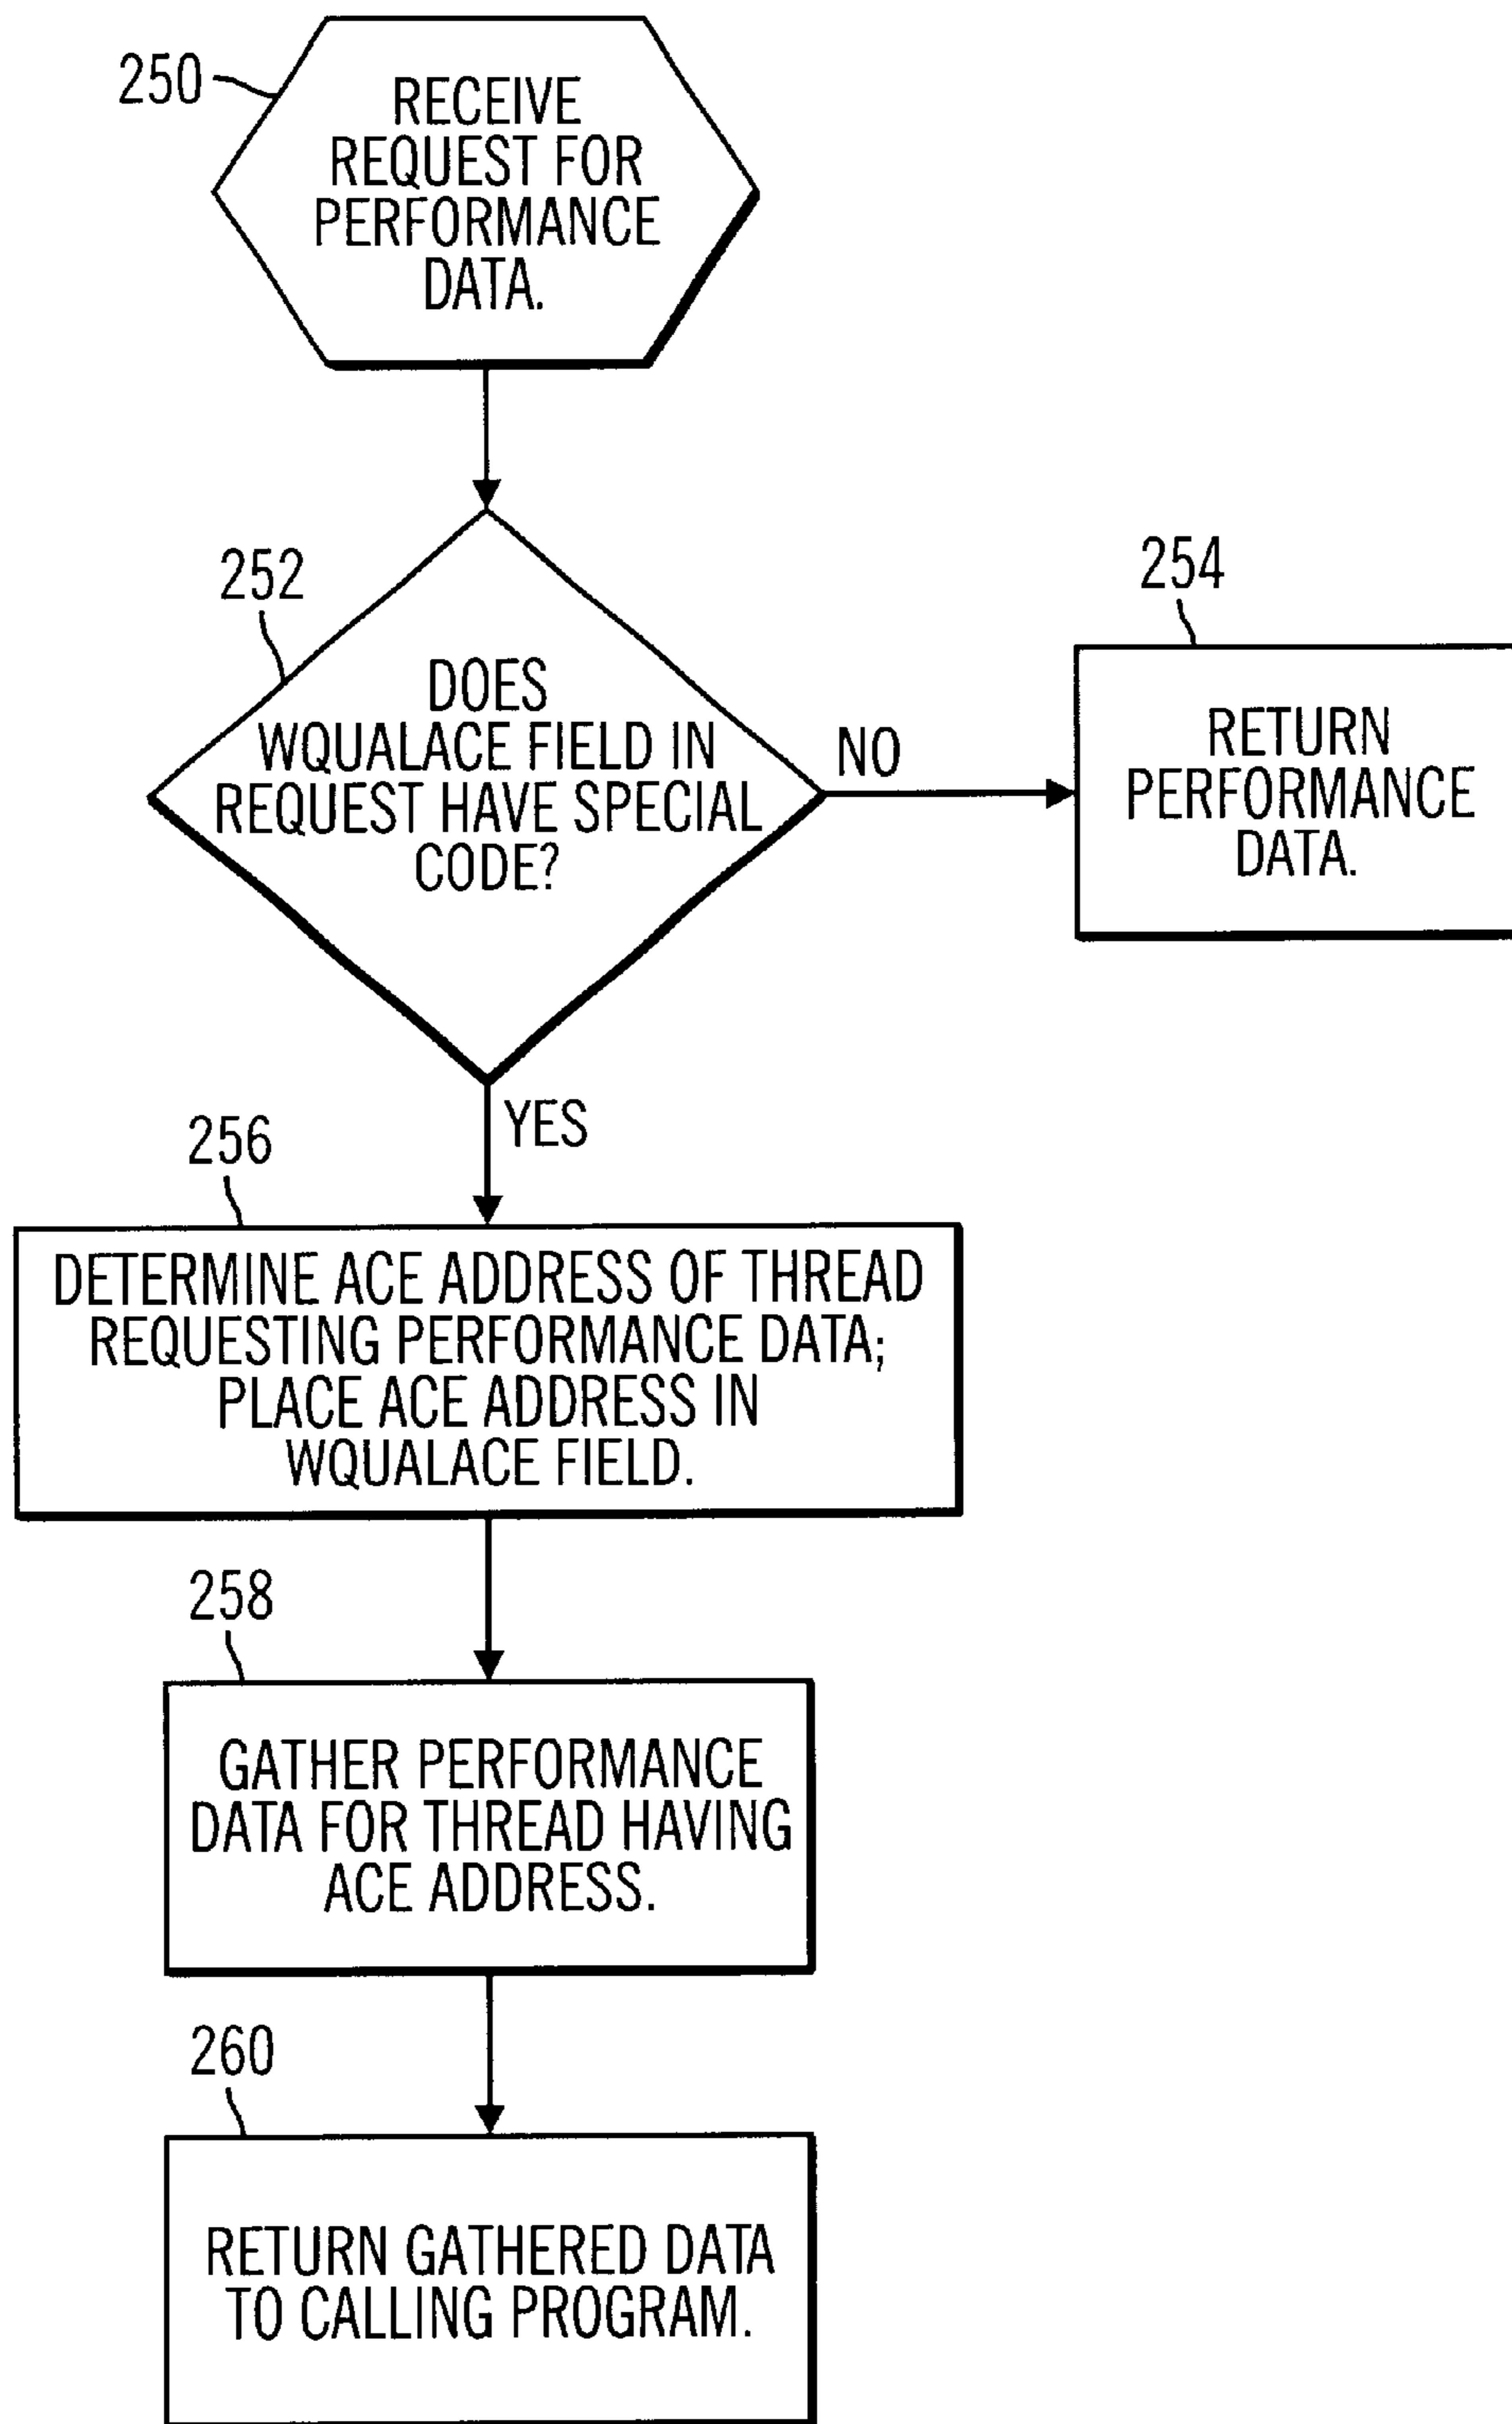 250
RECEIVE
REQUEST FOR
PERFORMANCE
DATA.
252
DOES
WQUALACE FIELD IN
REQUEST HAVE SPECIAL
CODE?
NO
254
RETURN
PERFORMANCE
DATA.
YES
256
DETERMINE ACE ADDRESS OF THREAD
REQUESTING PERFORMANCE DATA;
PLACE ACE ADDRESS IN
WQUALACE FIELD.
258
GATHER PERFORMANCE
DATA FOR THREAD HAVING
ACE ADDRESS.
260
RETURN GATHERED DATA
TO CALLING PROGRAM.